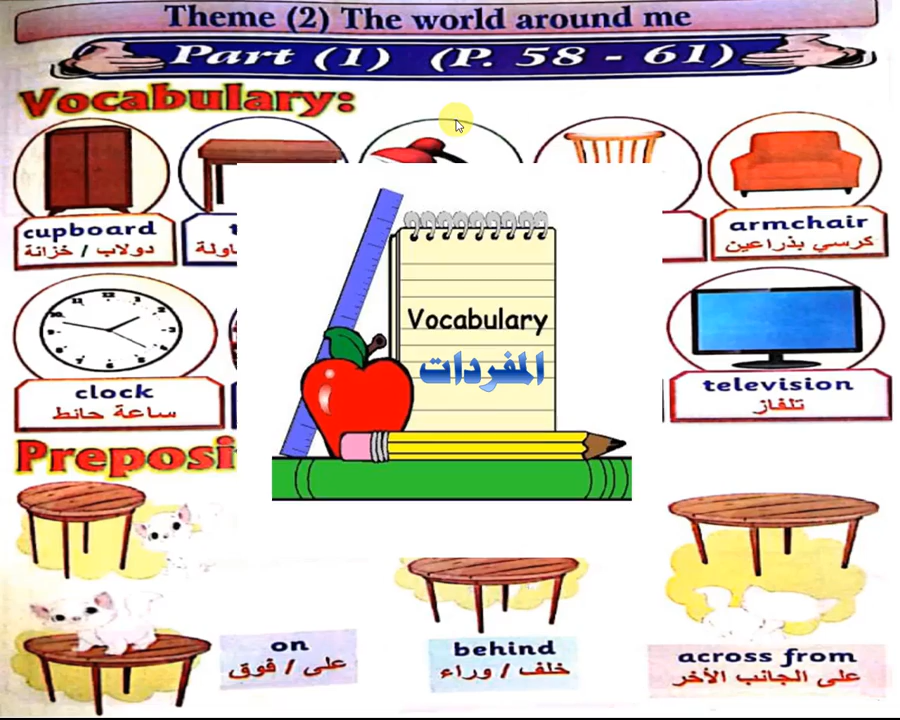 Theme (2) The world around me
Part (1) (P. 58 - 61)
Vocabulary:
cupboard
دولاب / خزانة
armchair
كرسي بذراعين
Vocabulary
المفردات
clock
ساعة حائط
television
تلفاز
on
على / فوق
behind
خلف / وراء
across from
على الجانب الأخر